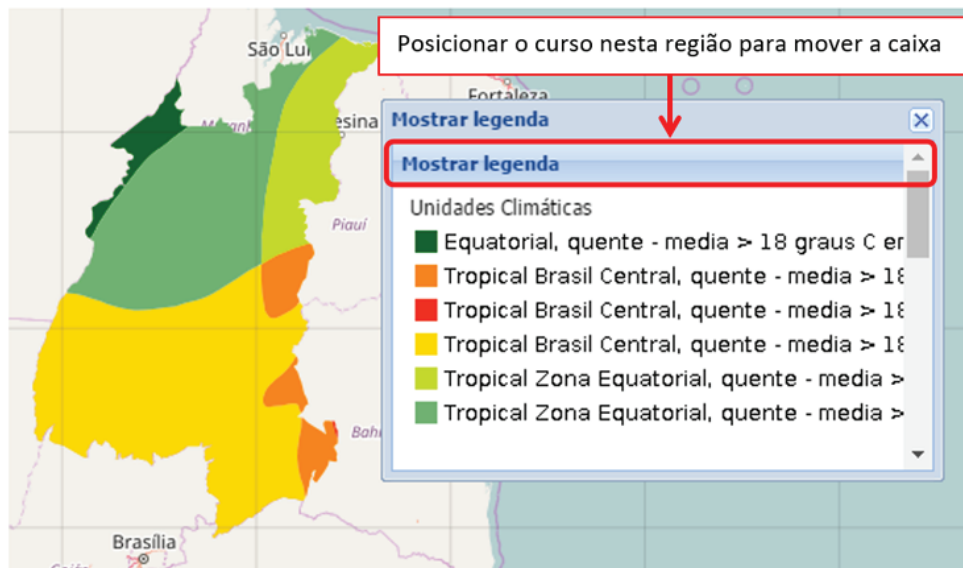 São Lui
Posicionar o curso nesta região para mover a caixa
Fortaleza
esina
Mostrar legenda
Mostrar legenda
Unidades Climáticas
Equatorial, quente - media > 18 graus C er
Tropical Brasil Central, quente - media > 18
Tropical Brasil Central, quente - media > 18
Tropical Brasil Central, quente - media > 18
Tropical Zona Equatorial, quente - media >
Tropical Zona Equatorial, quente - media >
Piauí
Bahi
Brasília